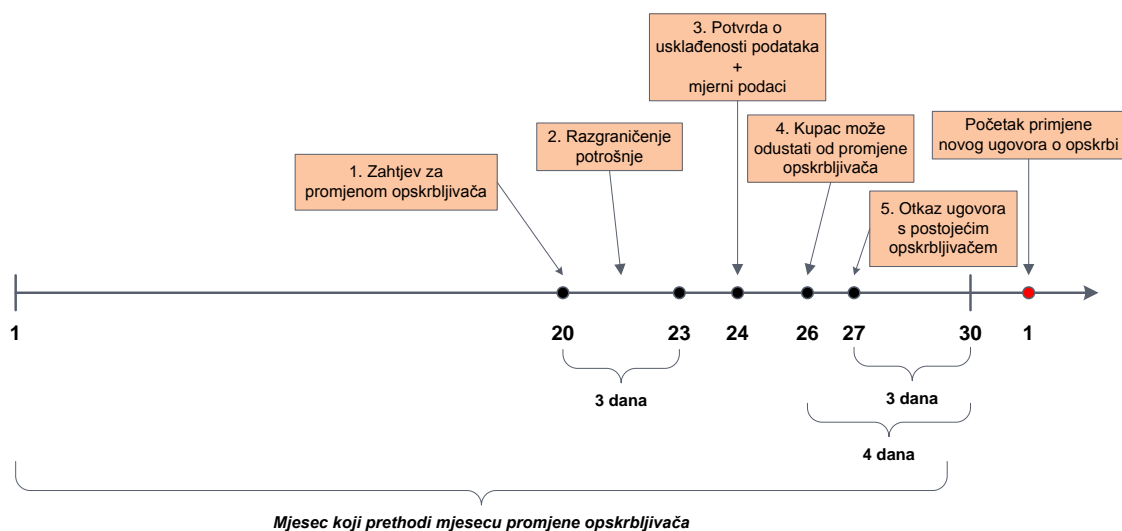 3. Potvrda o
usklađenosti podataka
+
mjerni podaci
2. Razgraničenje
potrošnje
4. Kupac može
odustati od promjene
opskrbljivača
Početak primjene
novog ugovora o opskrbi
1. Zahtjev za
promjenom opskrbljivača
5. Otkaz ugovora
s postojećim
opskrbljivačem
1 20 23 24 26 27 30 1
3 dana
3 dana
4 dana
Mjesec koji prethodi mjesecu promjene opskrbljivača